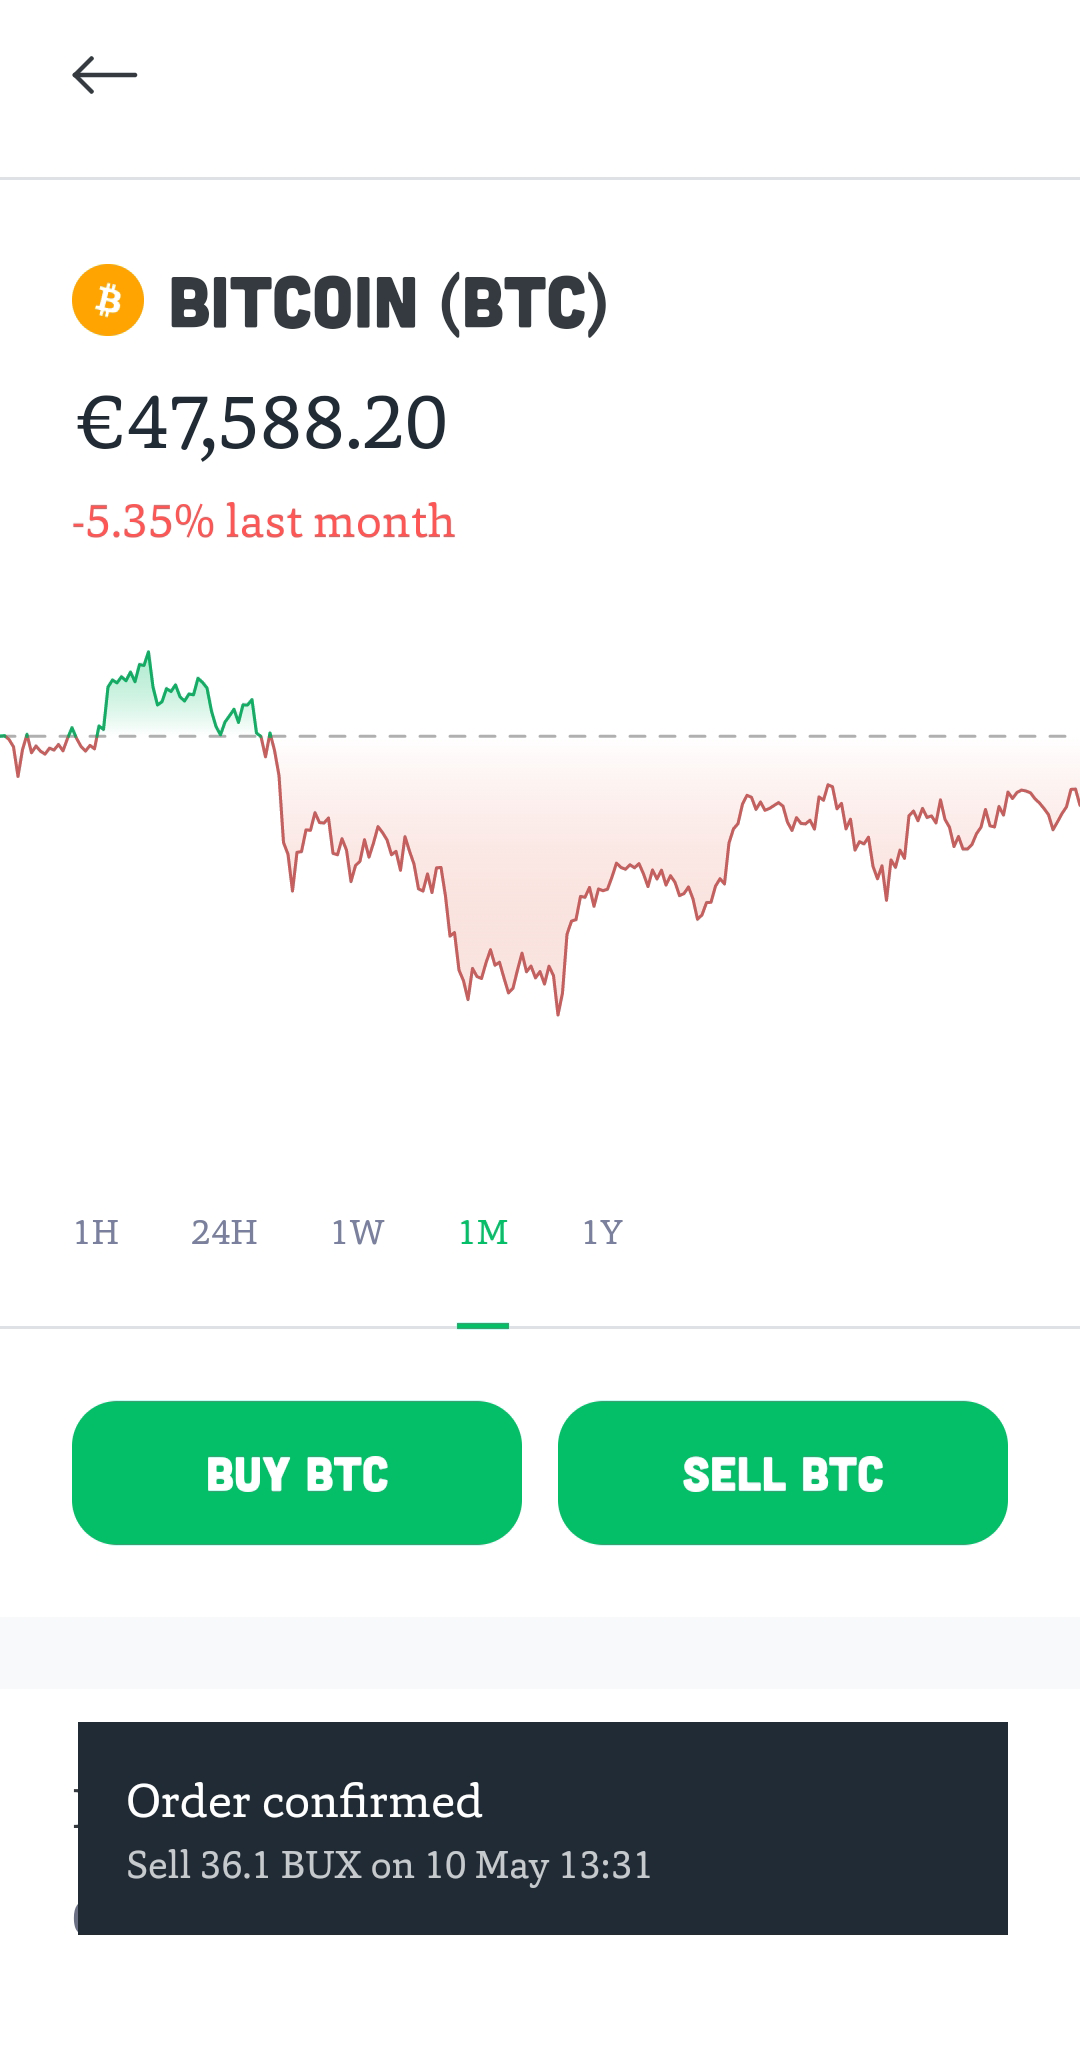 BITCOIN (BTC)
€47,588.20
-5.35% last month
1H 24H 1W 1M 1Y
BUY BTC SELL BTC
Order confirmed
Sell 36.1 BUX on 10 May 13:31